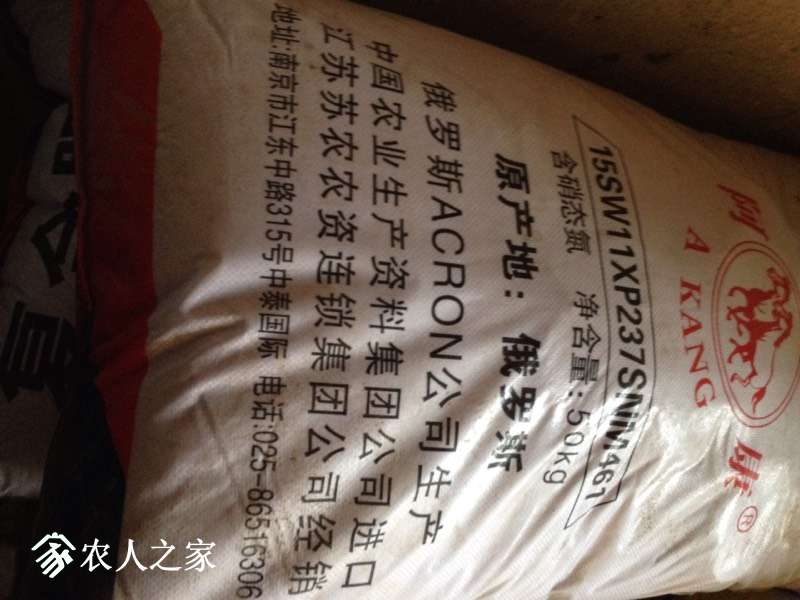 阿康®
A KANG
15SW11XP237SNIM461
含硝态氮 净含量:50kg
原产地:俄罗斯
俄罗斯ACRON公司生产
中国农业生产资料集团公司进口
江苏苏农农资连锁集团公司经销
地址:南京市江东中路315号中泰国际 电话:025-86516306
农人之家